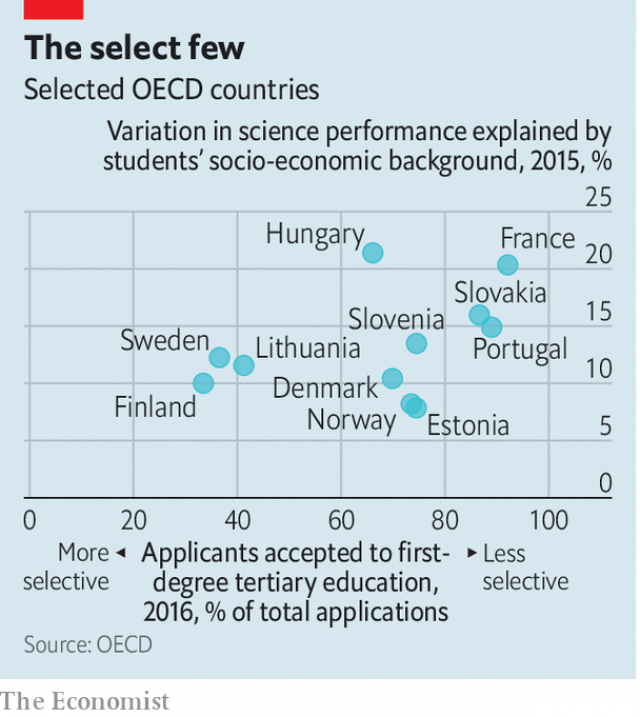 The select few
Selected OECD countries
Variation in science performance explained by
students’ socio-economic background, 2015, %
25
Hungary
France
20
Slovakia
15
Slovenia
Sweden
Lithuania
Portugal
10
Denmark
Finland
Norway
Estonia
5
0
0 20 40 60 80 100
More ◂ Applicants accepted to first- ▸ Less
selective degree tertiary education, selective
2016, % of total applications
Source: OECD
The Economist